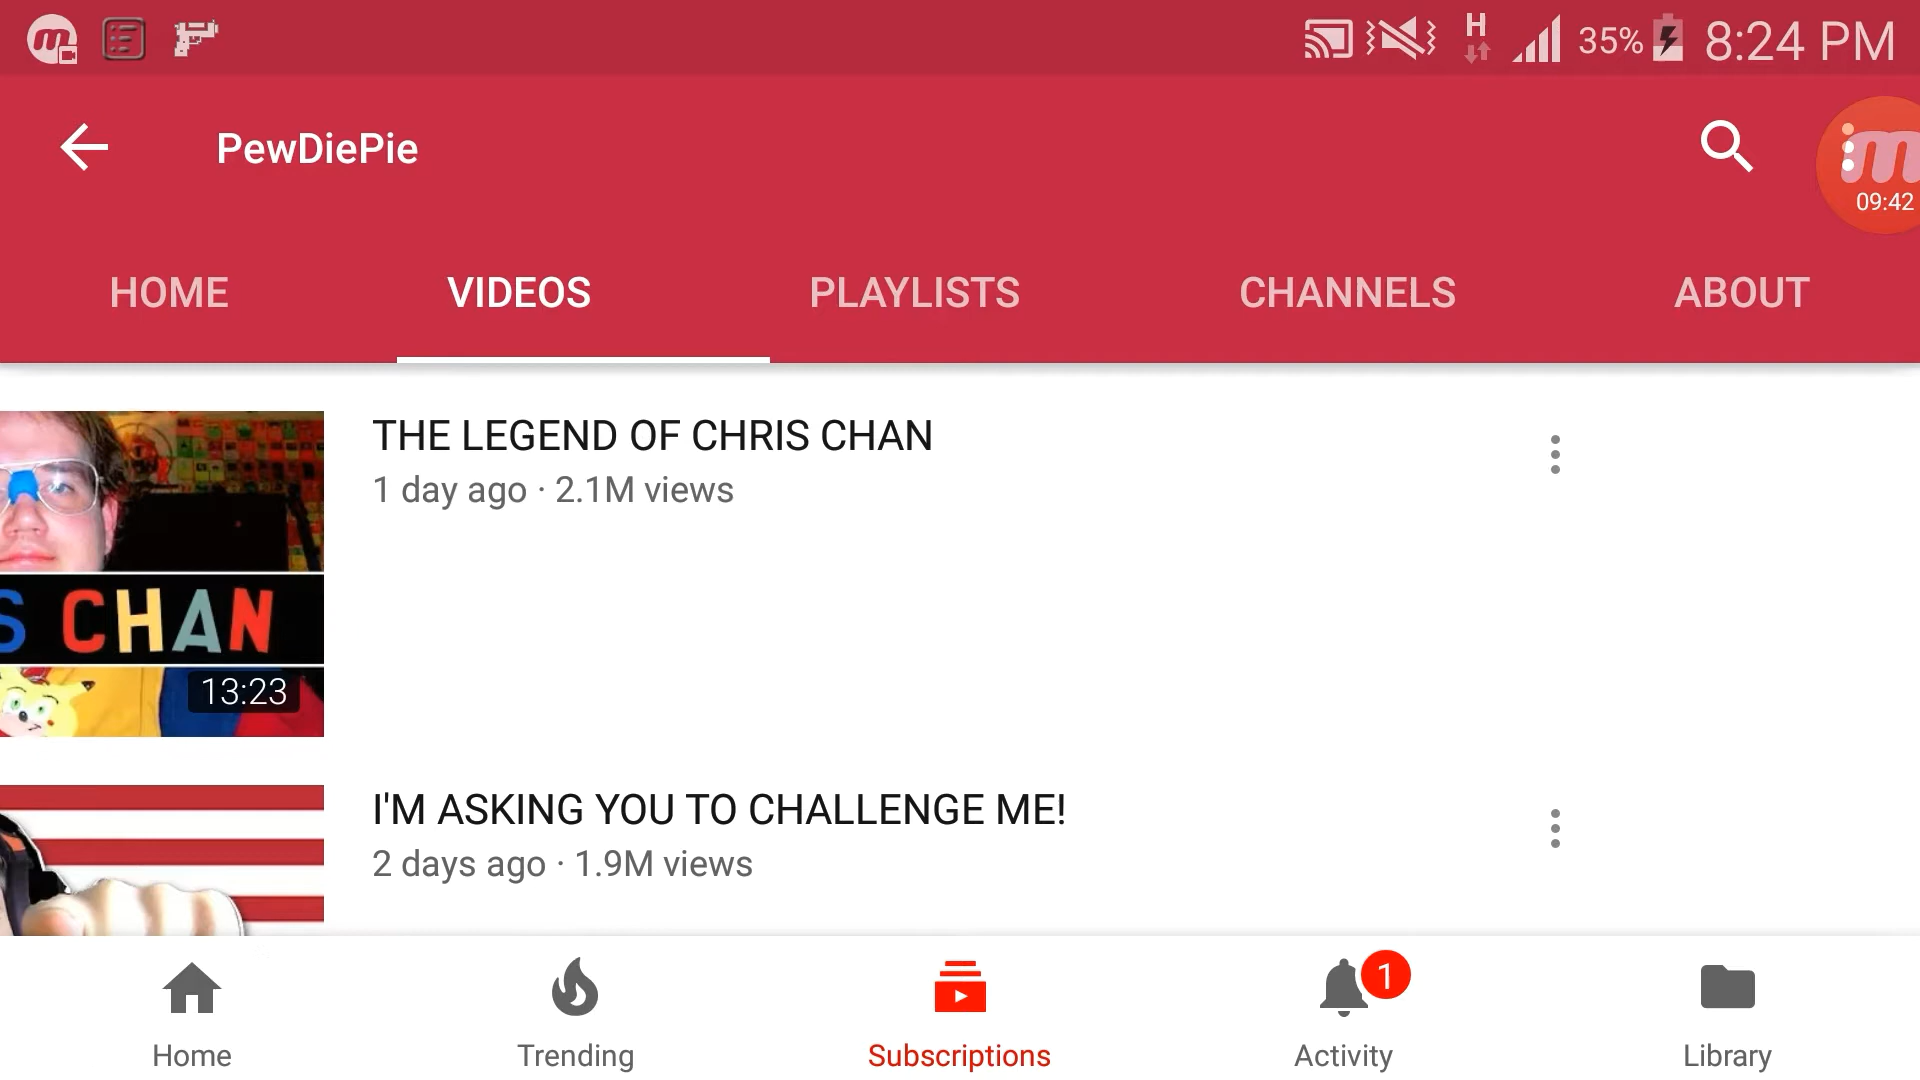 m
H
35%
8:24 PM
PewDiePie
m
09:42
HOME
VIDEOS
PLAYLISTS
CHANNELS
ABOUT
THE LEGEND OF CHRIS CHAN
1 day ago · 2.1M views
S CHAN
13:23
I'M ASKING YOU TO CHALLENGE ME!
2 days ago · 1.9M views
1
Home
Trending
Subscriptions
Activity
Library